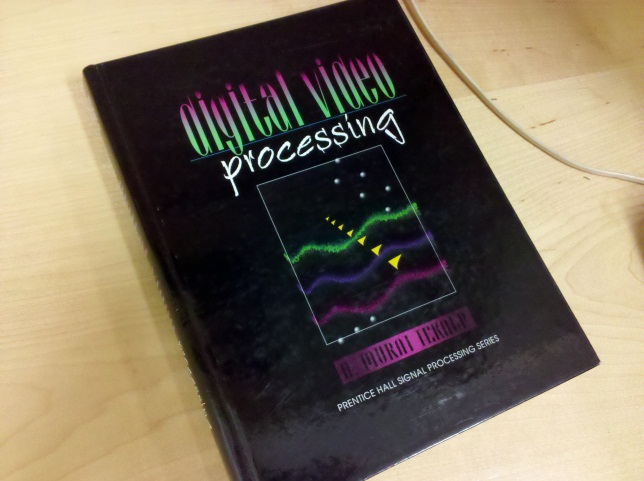 digital video
processing
A. MURAT TEKALP
PRENTICE HALL SIGNAL PROCESSING SERIES